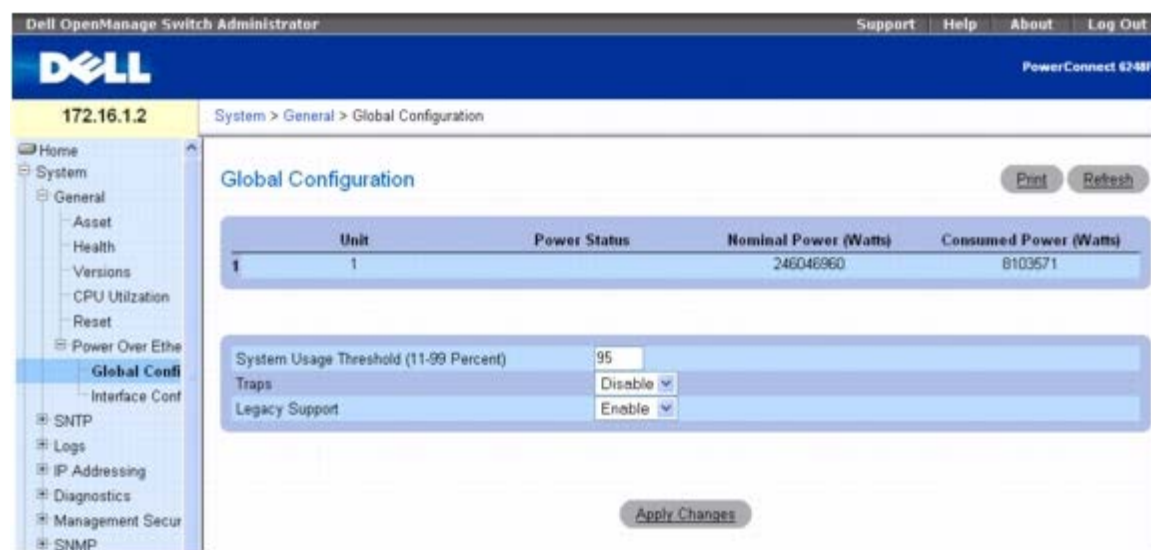 Dell OpenManage Switch Administrator Support Help About Log Out
DELL
PowerConnect 6248P
172.16.1.2
System > General > Global Configuration
Home
System
General
Asset
Health
Versions
CPU Utilzation
Reset
Power Over Ethe
Global Confi
Interface Conf
SNTP
Logs
IP Addressing
Diagnostics
Management Secur
SNMP
Global Configuration
Print Refresh
Unit Power Status Nominal Power (Watts) Consumed Power (Watts)
1 1 246046960 8103571
System Usage Threshold (11-99 Percent) 95
Traps Disable
Legacy Support Enable
Apply Changes